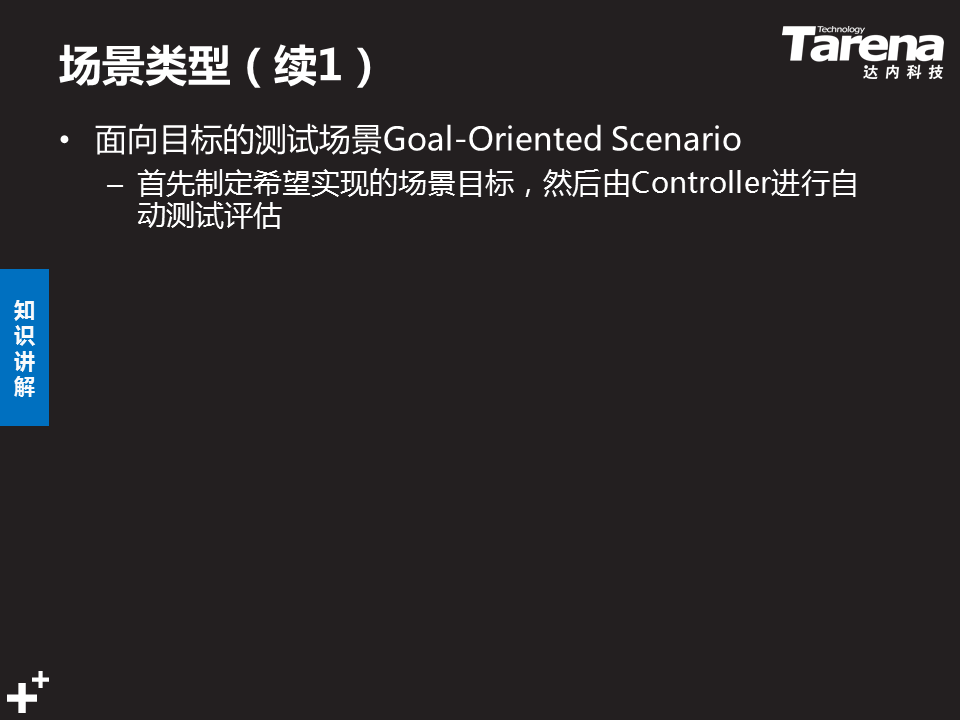 场景类型（续1）
Technology
Tarena
达内科技
• 面向目标的测试场景Goal-Oriented Scenario
– 首先制定希望实现的场景目标，然后由Controller进行自
动测试评估
知
识
讲
解